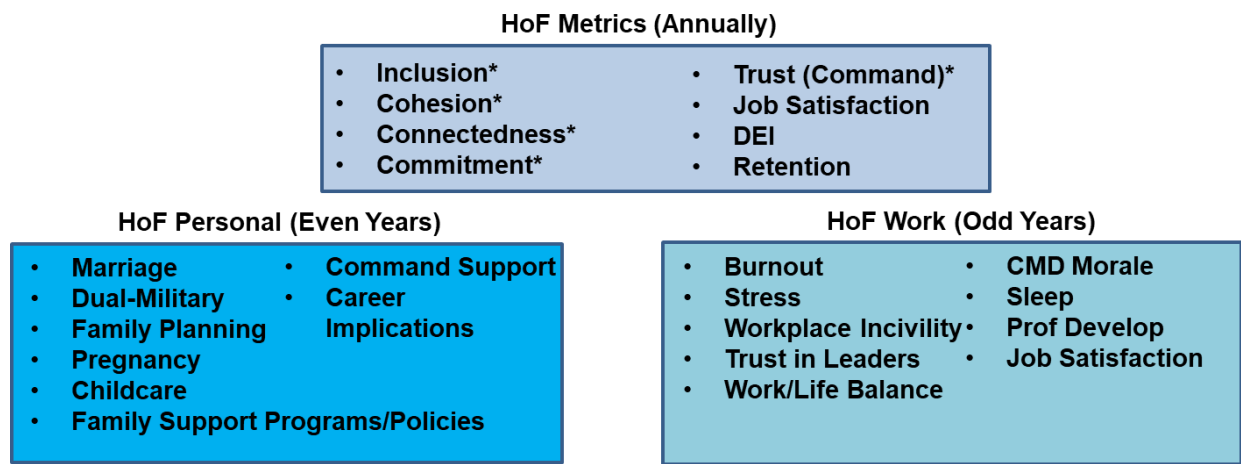 HoF Metrics (Annually)
• Inclusion*
• Cohesion*
• Connectedness*
• Commitment*
• Trust (Command)*
• Job Satisfaction
• DEI
• Retention
HoF Personal (Even Years)
• Marriage
• Dual-Military
• Family Planning
• Pregnancy
• Childcare
• Family Support Programs/Policies
• Command Support
• Career
Implications
HoF Work (Odd Years)
• Burnout
• Stress
• Workplace Incivility
• Trust in Leaders
• Work/Life Balance
• CMD Morale
• Sleep
• Prof Develop
• Job Satisfaction